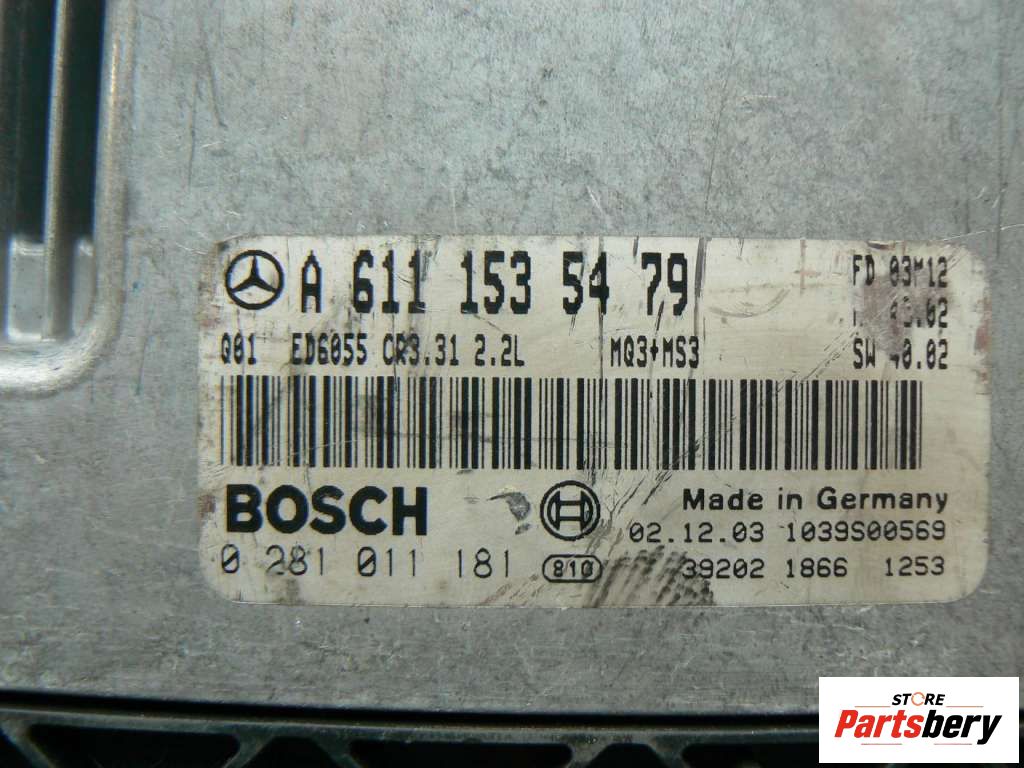 A 611 153 54 79
FD 03M12
.02
Q01 ED6055 CR3.31 2.2L MQ3+MS3 SW 40.02
BOSCH
Made in Germany
02.12.03 1039S00569
0 281 011 181 810 39202 1866 1253
STORE
Partsbery